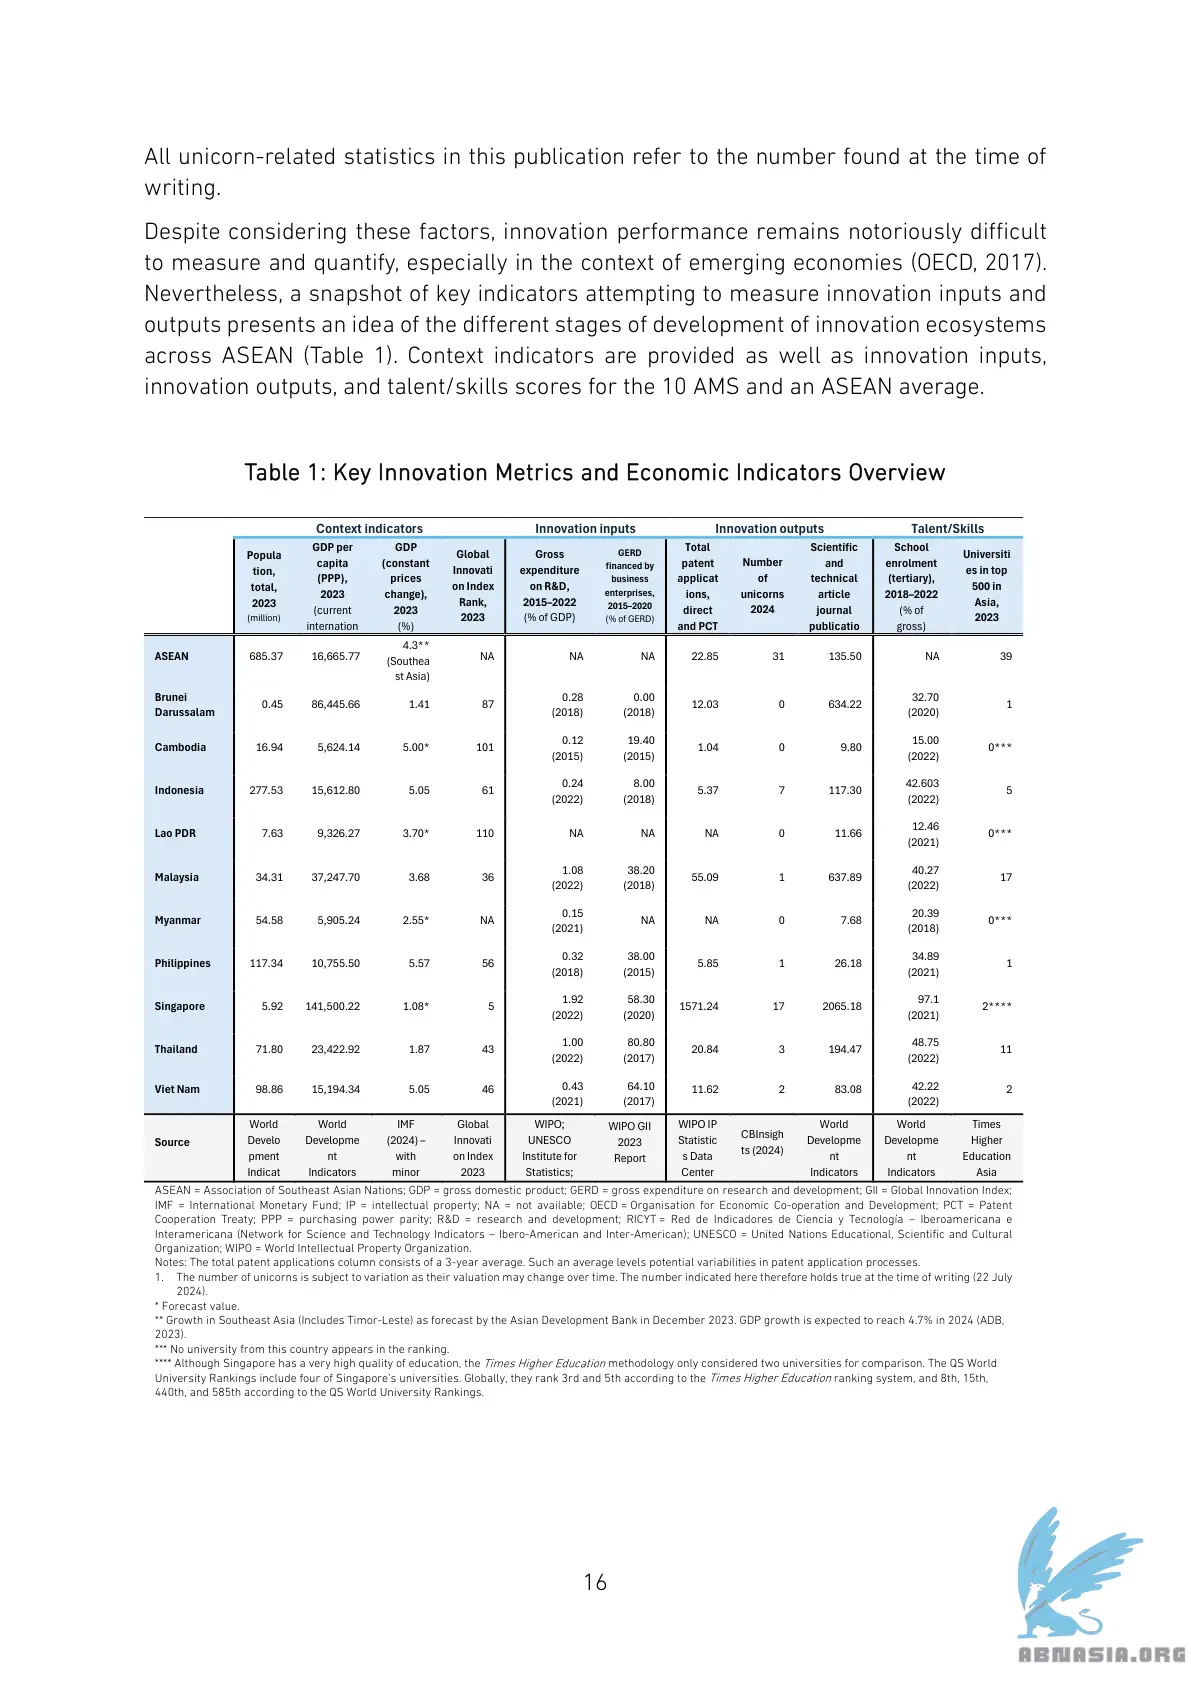 All unicorn-related statistics in this publication refer to the number found at the time of
writing.
Despite considering these factors, innovation performance remains notoriously difficult
to measure and quantify, especially in the context of emerging economies (OECD, 2017).
Nevertheless, a snapshot of key indicators attempting to measure innovation inputs and
outputs presents an idea of the different stages of development of innovation ecosystems
across ASEAN (Table 1). Context indicators are provided as well as innovation inputs,
innovation outputs, and talent/skills scores for the 10 AMS and an ASEAN average.
Table 1: Key Innovation Metrics and Economic Indicators Overview
Context indicators Innovation inputs Innovation outputs Talent/Skills
Popula
tion,
total,
2023
(million)
GDP per
capita
(PPP),
2023
(current
internation
GDP
(constant
prices
change),
2023
(%)
Global
Innovati
on Index
Rank,
2023
Gross
expenditure
on R&D,
2015–2022
(% of GDP)
GERD
financed by
business
enterprises,
2015–2020
(% of GERD)
Total
patent
applicat
ions,
direct
and PCT
Number
of
unicorns
2024
Scientific
and
technical
article
journal
publicatio
School
enrolment
(tertiary),
2018–2022
(% of
gross)
Universiti
es in top
500 in
Asia,
2023
ASEAN 685.37 16,665.77 4.3** (Southea st Asia) NA NA NA 22.85 31 135.50 NA 39
Brunei Darussalam 0.45 86,445.66 1.41 87 0.28 (2018) 0.00 (2018) 12.03 0 634.22 32.70 (2020) 1
Cambodia 16.94 5,624.14 5.00* 101 0.12 (2015) 19.40 (2015) 1.04 0 9.80 15.00 (2022) 0***
Indonesia 277.53 15,612.80 5.05 61 0.24 (2022) 8.00 (2018) 5.37 7 117.30 42.603 (2022) 5
Lao PDR 7.63 9,326.27 3.70* 110 NA NA NA 0 11.66 12.46 (2021) 0***
Malaysia 34.31 37,247.70 3.68 36 1.08 (2022) 38.20 (2018) 55.09 1 637.89 40.27 (2022) 17
Myanmar 54.58 5,905.24 2.55* NA 0.15 (2021) NA NA 0 7.68 20.39 (2018) 0***
Philippines 117.34 10,755.50 5.57 56 0.32 (2018) 38.00 (2015) 5.85 1 26.18 34.89 (2021) 1
Singapore 5.92 141,500.22 1.08* 5 1.92 (2022) 58.30 (2020) 1571.24 17 2065.18 97.1 (2021) 2****
Thailand 71.80 23,422.92 1.87 43 1.00 (2022) 80.80 (2017) 20.84 3 194.47 48.75 (2022) 11
Viet Nam 98.86 15,194.34 5.05 46 0.43 (2021) 64.10 (2017) 11.62 2 83.08 42.22 (2022) 2
Source
World
Develo
pment
Indicat
World
Developme
nt
Indicators
IMF
(2024) –
with
minor
Global
Innovati
on Index
2023
WIPO;
UNESCO
Institute for
Statistics;
WIPO GII
2023
Report
WIPO IP
Statistic
s Data
Center
CBInsigh
ts (2024)
World
Developme
nt
Indicators
World
Developme
nt
Indicators
Times
Higher
Education
Asia
ASEAN = Association of Southeast Asian Nations; GDP = gross domestic product; GERD = gross expenditure on research and development; GII = Global Innovation Index;
IMF = International Monetary Fund; IP = intellectual property; NA = not available; OECD = Organisation for Economic Co-operation and Development; PCT = Patent
Cooperation Treaty; PPP = purchasing power parity; R&D = research and development; RICYT = Red de Indicadores de Ciencia y Tecnología – Iberoamericana e
Interamericana (Network for Science and Technology Indicators – Ibero-American and Inter-American); UNESCO = United Nations Educational, Scientific and Cultural
Organization; WIPO = World Intellectual Property Organization.
Notes: The total patent applications column consists of a 3-year average. Such an average levels potential variabilities in patent application processes.
1. The number of unicorns is subject to variation as their valuation may change over time. The number indicated here therefore holds true at the time of writing (22 July
2024).
* Forecast value.
** Growth in Southeast Asia (Includes Timor-Leste) as forecast by the Asian Development Bank in December 2023. GDP growth is expected to reach 4.7% in 2024 (ADB,
2023).
*** No university from this country appears in the ranking.
**** Although Singapore has a very high quality of education, the Times Higher Education methodology only considered two universities for comparison. The QS World
University Rankings include four of Singapore's universities. Globally, they rank 3rd and 5th according to the Times Higher Education ranking system, and 8th, 15th,
440th, and 585th according to the QS World University Rankings.
16
ABNASIA.ORG